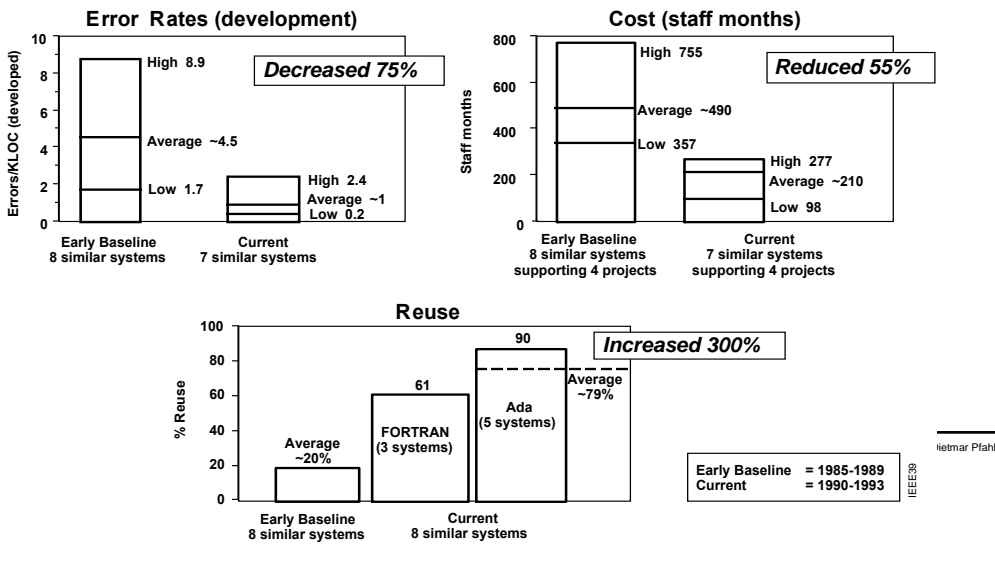 Error Rates (development)
10
8
6
4
2
0
Errors/KLOC (developed)
High 8.9
Average ~4.5
Low 1.7
Decreased 75%
High 2.4
Average ~1
Low 0.2
Early Baseline
8 similar systems
Current
7 similar systems
Cost (staff months)
800
600
400
200
0
Staff months
High 755
Average ~490
Low 357
Reduced 55%
High 277
Average ~210
Low 98
Early Baseline
8 similar systems
supporting 4 projects
Current
7 similar systems
supporting 4 projects
Reuse
100
80
60
40
20
0
% Reuse
Average
~20%
61
FORTRAN
(3 systems)
90
Ada
(5 systems)
Increased 300%
Average
~79%
Early Baseline
8 similar systems
Current
8 similar systems
Early Baseline = 1985-1989
Current = 1990-1993
IEEE39
Dietmar Pfahl